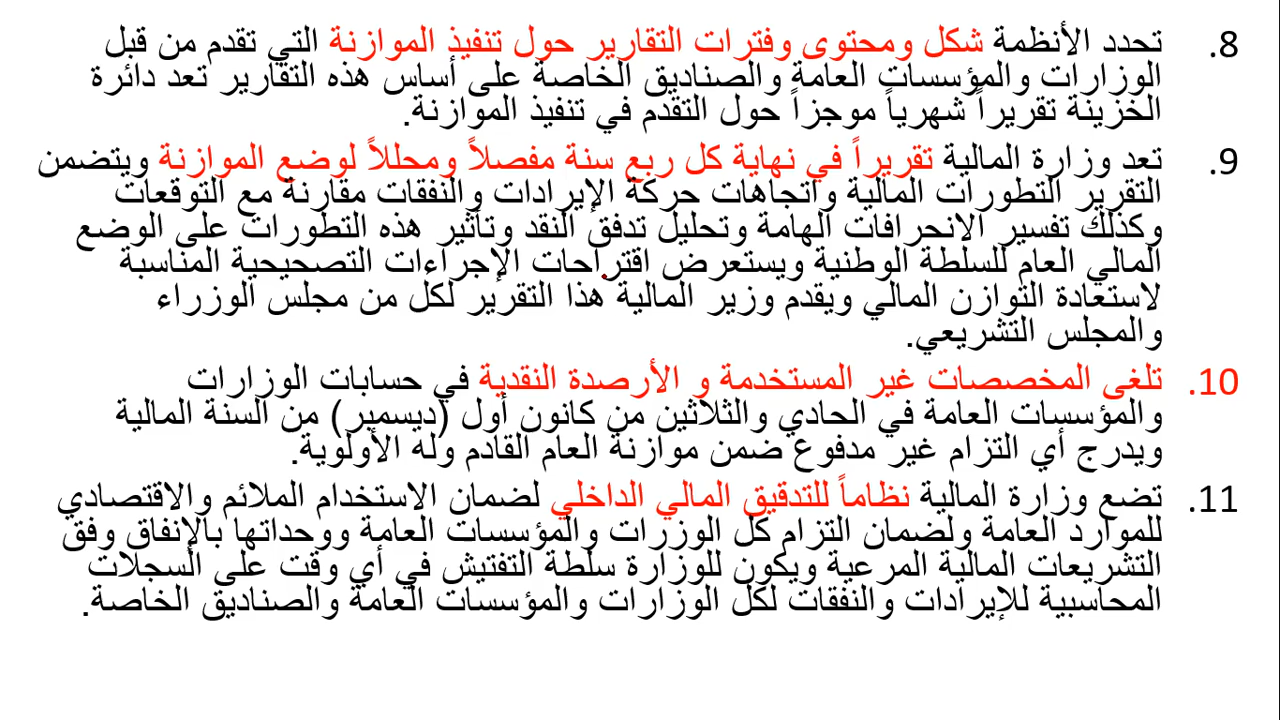 8. تحدد الأنظمة شكل ومحتوى وفترات التقارير حول تنفيذ الموازنة التي تقدم من قبل
الوزارات والمؤسسات العامة والصناديق الخاصة على أساس هذه التقارير تعد دائرة
الخزينة تقريراً شهرياً موجزاً حول التقدم في تنفيذ الموازنة.
9. تعد وزارة المالية تقريراً في نهاية كل ربع سنة مفصلاً ومحللاً لوضع الموازنة ويتضمن
التقرير التطورات المالية واتجاهات حركة الإيرادات والنفقات مقارنة مع التوقعات
وكذلك تفسير الانحرافات الهامة وتحليل تدفق النقد وتأثير هذه التطورات على الوضع
المالي العام للسلطة الوطنية ويستعرض اقتراحات الإجراءات التصحيحية المناسبة
لاستعادة التوازن المالي ويقدم وزير المالية هذا التقرير لكل من مجلس الوزراء
والمجلس التشريعي.
10. تلغى المخصصات غير المستخدمة و الأرصدة النقدية في حسابات الوزارات
والمؤسسات العامة في الحادي والثلاثين من كانون أول (ديسمبر) من السنة المالية
ويدرج أي التزام غير مدفوع ضمن موازنة العام القادم وله الأولوية.
11. تضع وزارة المالية نظاماً للتدقيق المالي الداخلي لضمان الاستخدام الملائم والاقتصادي
للموارد العامة ولضمان التزام كل الوزرات والمؤسسات العامة ووحداتها بالإنفاق وفق
التشريعات المالية المرعية ويكون للوزارة سلطة التفتيش في أي وقت على السجلات
المحاسبية للإيرادات والنفقات لكل الوزارات والمؤسسات العامة والصناديق الخاصة.